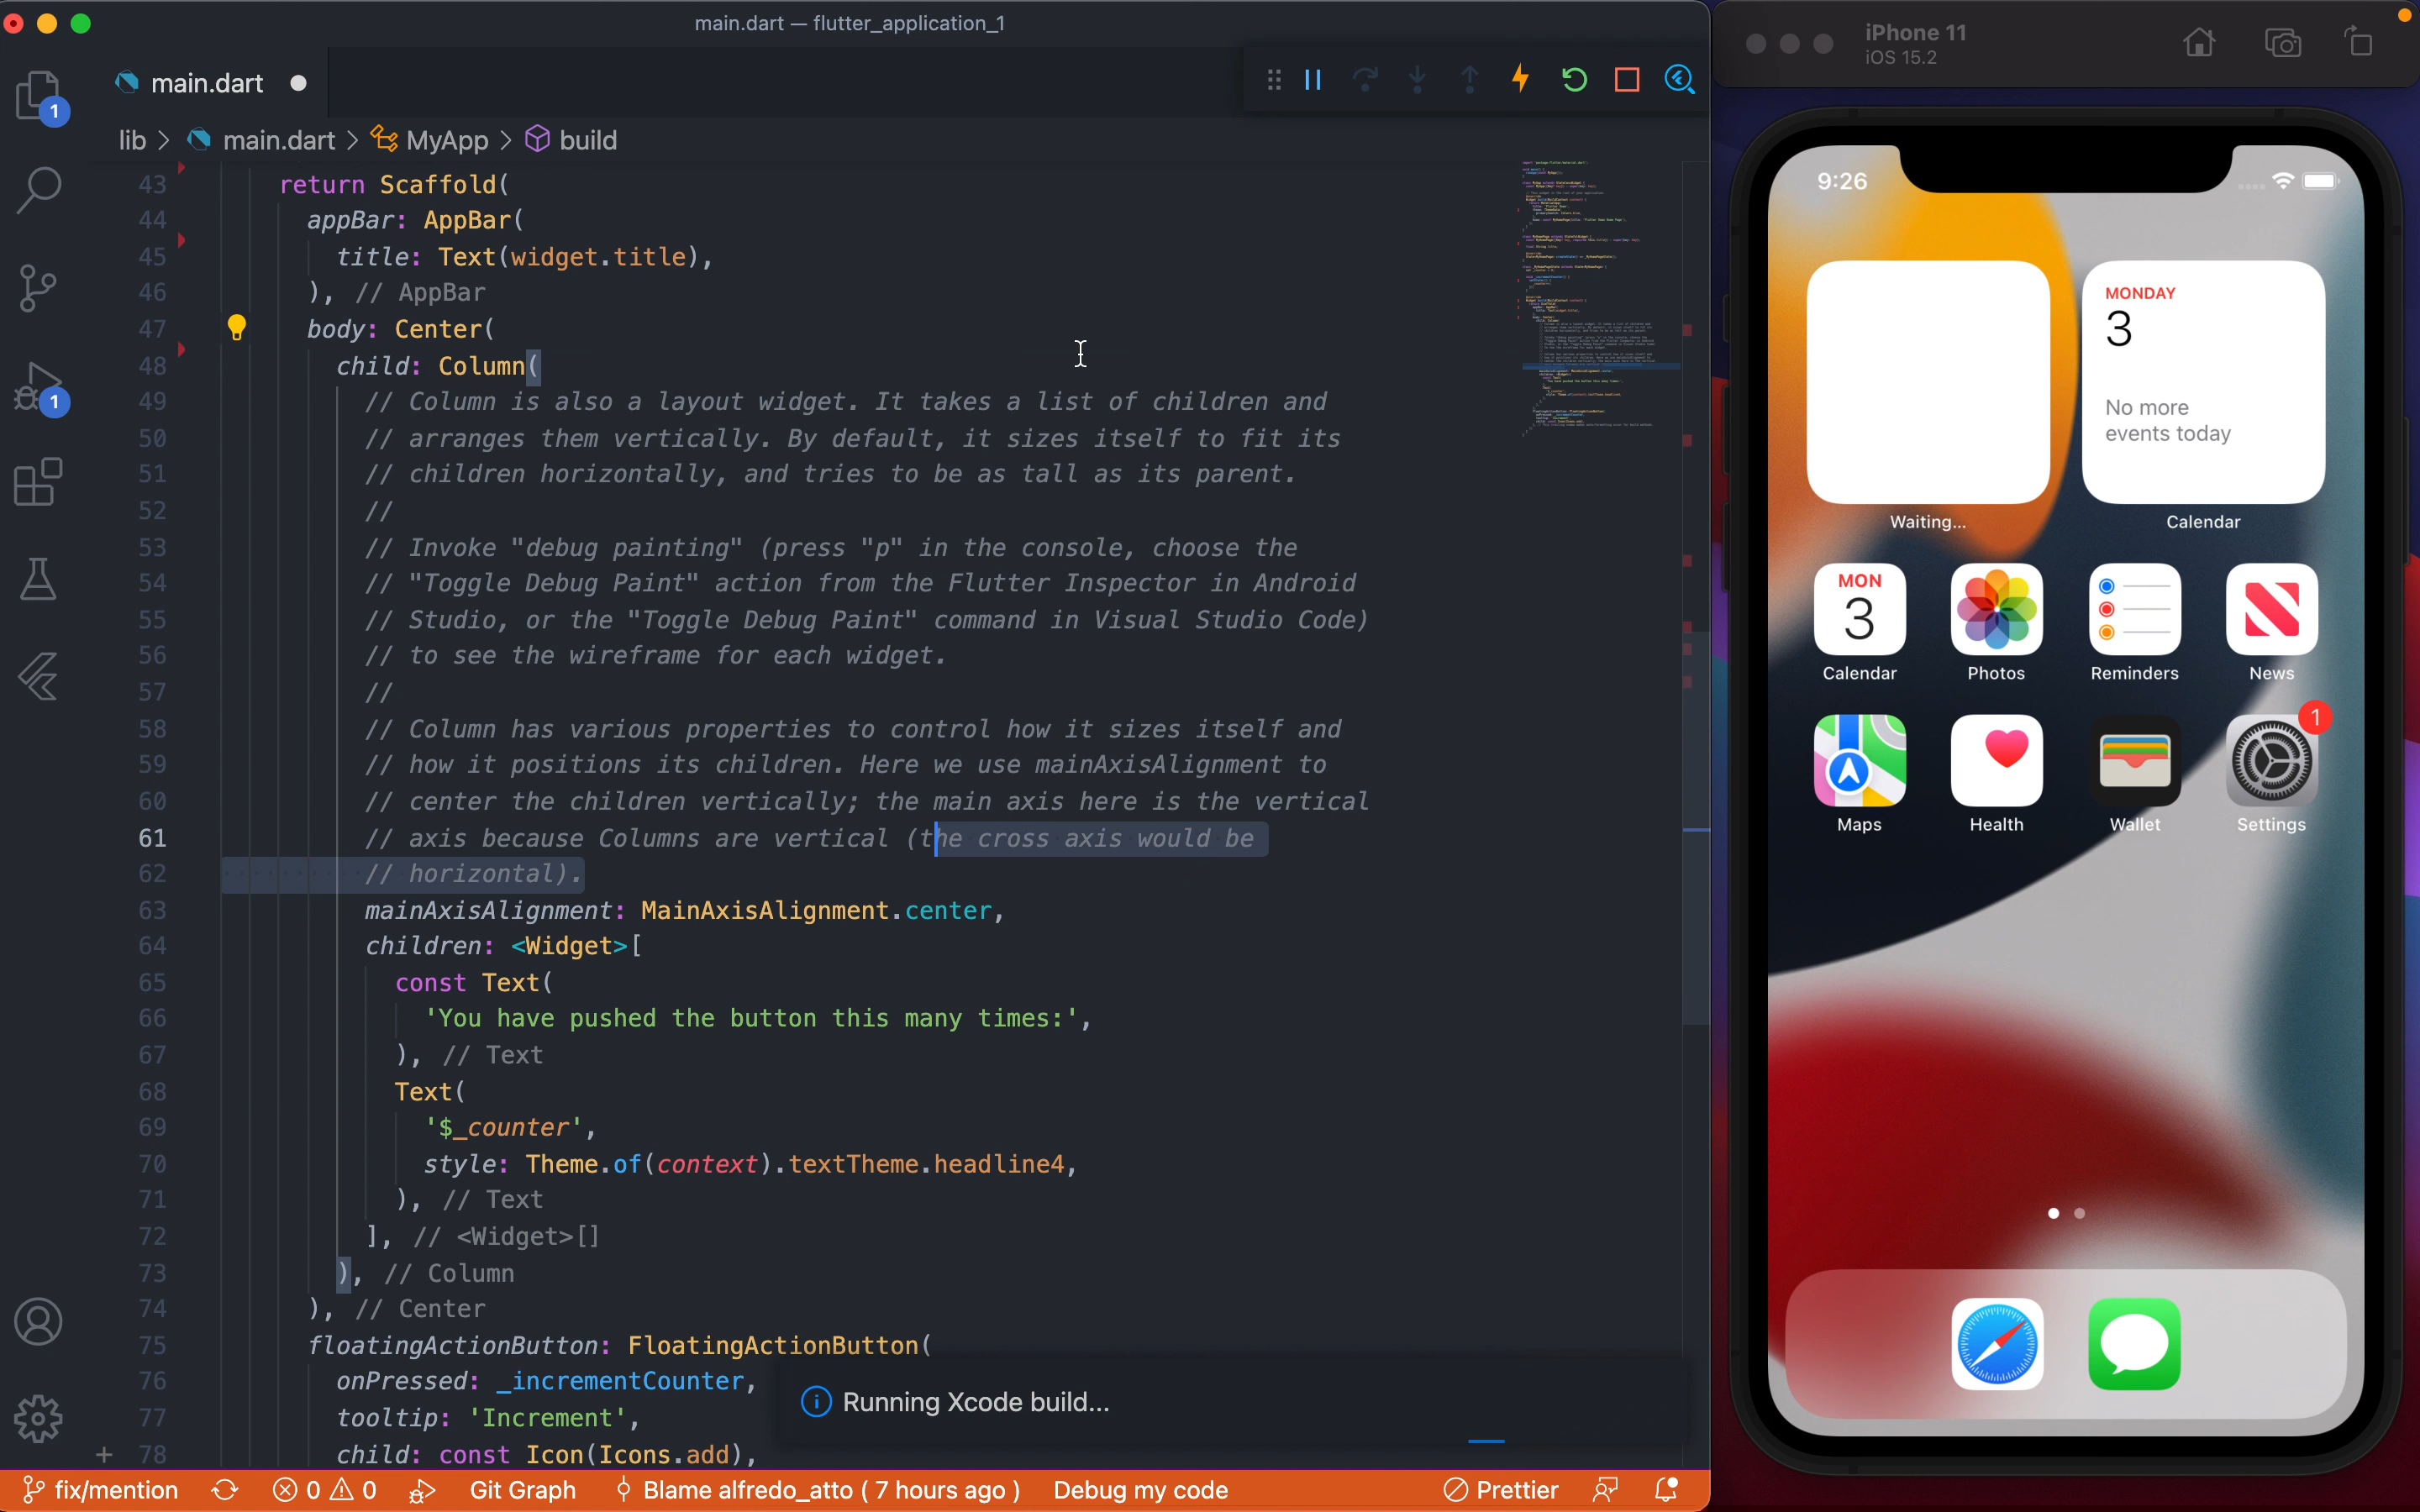 main.dart — flutter_application_1
main.dart
lib > main.dart > MyApp > build
1
1
43 return Scaffold(
44 appBar: AppBar(
45 title: Text(widget.title),
46 ), // AppBar
47 body: Center(
48 child: Column(
49 // Column is also a layout widget. It takes a list of children and
50 // arranges them vertically. By default, it sizes itself to fit its
51 // children horizontally, and tries to be as tall as its parent.
52 //
53 // Invoke "debug painting" (press "p" in the console, choose the
54 // "Toggle Debug Paint" action from the Flutter Inspector in Android
55 // Studio, or the "Toggle Debug Paint" command in Visual Studio Code)
56 // to see the wireframe for each widget.
57 //
58 // Column has various properties to control how it sizes itself and
59 // how it positions its children. Here we use mainAxisAlignment to
60 // center the children vertically; the main axis here is the vertical
61 // axis because Columns are vertical (the cross axis would be
62 // horizontal).
63 mainAxisAlignment: MainAxisAlignment.center,
64 children: <Widget>[
65 const Text(
66 'You have pushed the button this many times:',
67 ), // Text
68 Text(
69 '$_counter',
70 style: Theme.of(context).textTheme.headline4,
71 ), // Text
72 ], // <Widget>[]
73 ), // Column
74 ), // Center
75 floatingActionButton: FloatingActionButton(
76 onPressed: _incrementCounter,
77 tooltip: 'Increment',
+ 78 child: const Icon(Icons.add),
Running Xcode build...
fix/mention 0 0 Git Graph Blame alfredo_atto ( 7 hours ago ) Debug my code Prettier
iPhone 11
iOS 15.2
9:26
MONDAY
3
No more
events today
Waiting... Calendar
MON
3
Calendar Photos Reminders News
1
Maps Health Wallet Settings